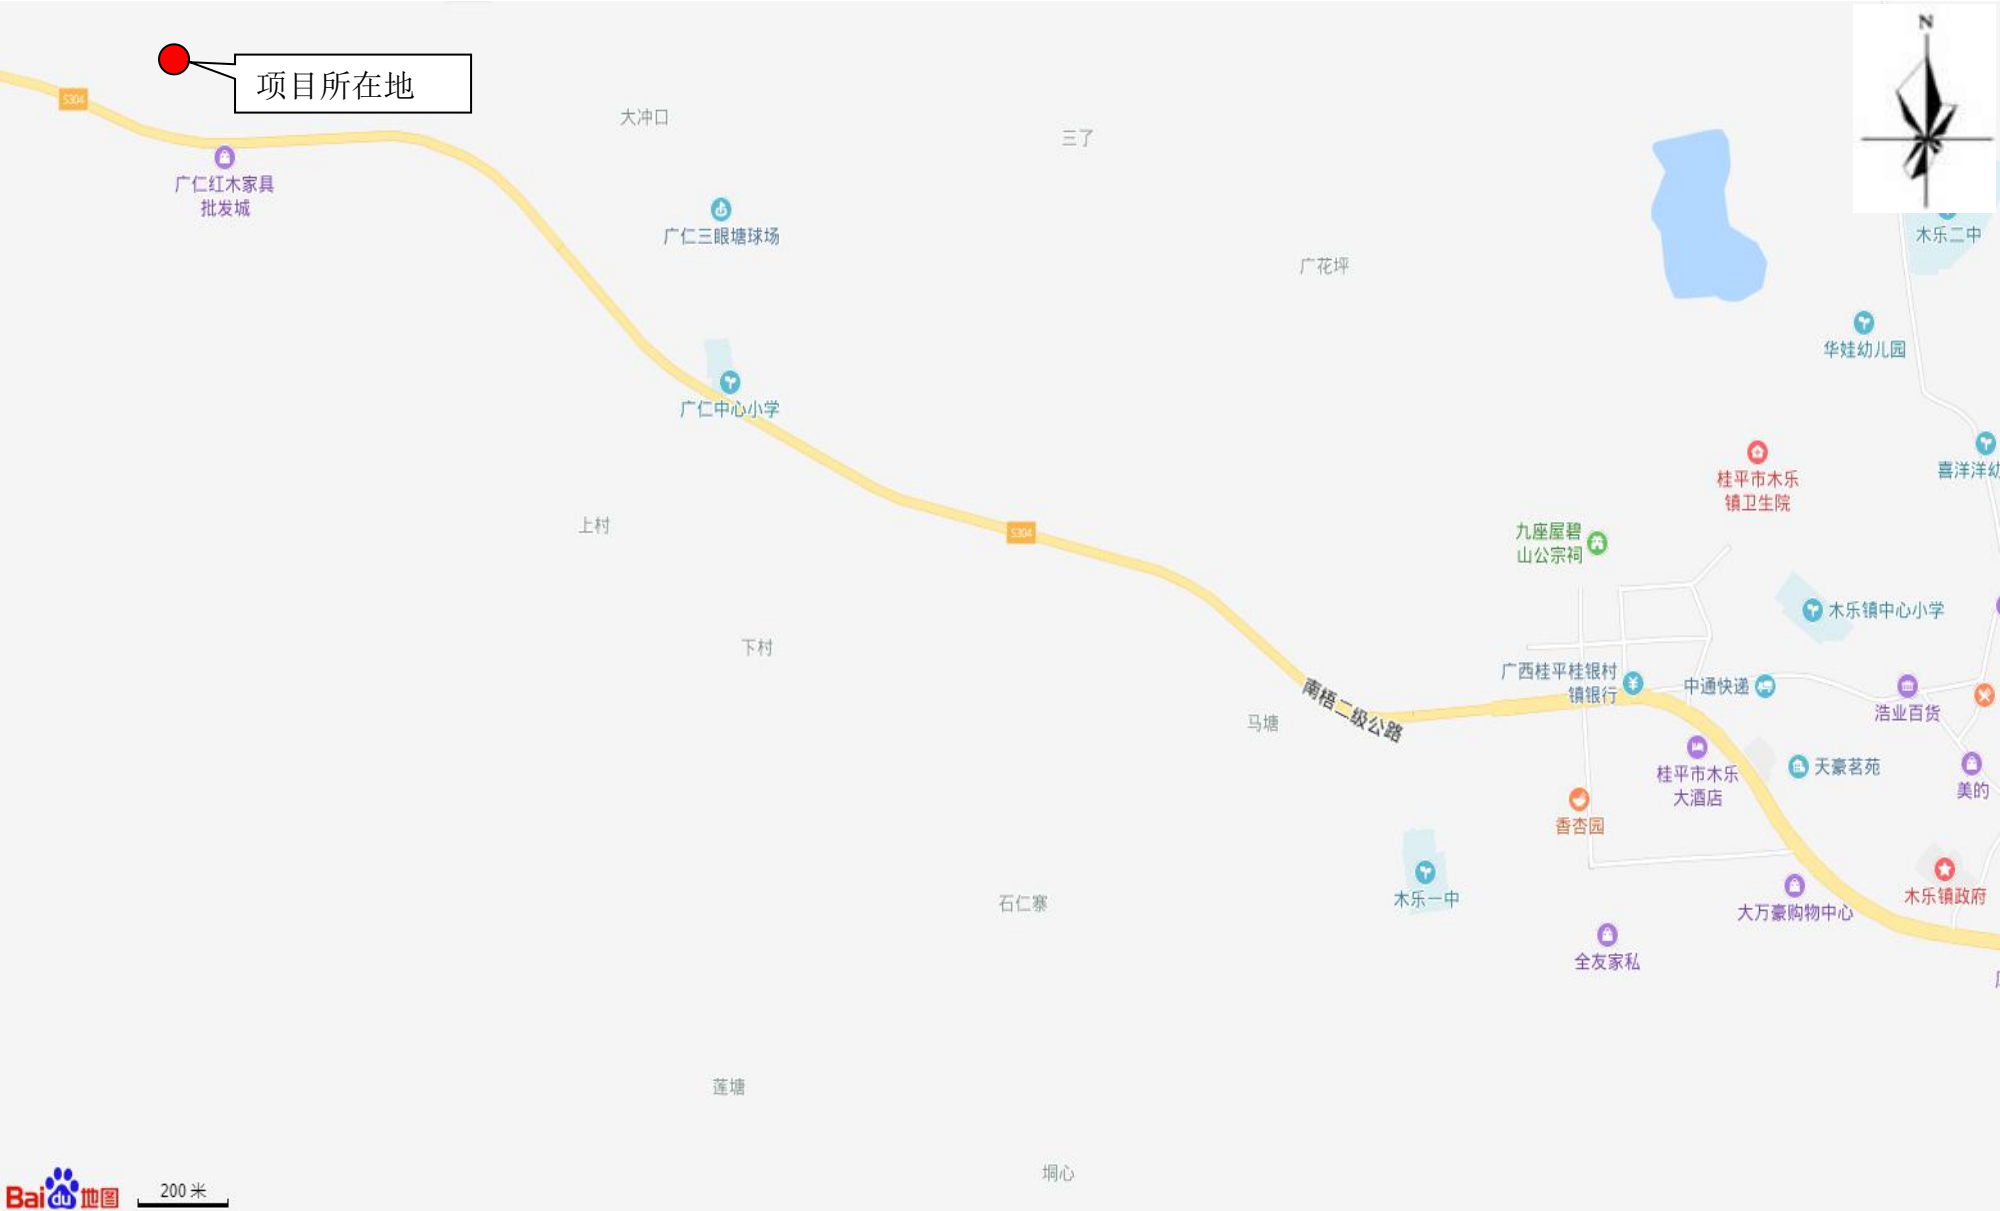 N
项目所在地
S304
大冲口
三了
广仁红木家具
批发城
广仁三眼塘球场
木乐二中
广花坪
华娃幼儿园
广仁中心小学
喜洋洋幼
桂平市木乐
镇卫生院
上村
S304
九座屋碧
山公宗祠
木乐镇中心小学
下村
广西桂平桂银村
镇银行
中通快递
南梧二级公路
浩业百货
马塘
桂平市木乐
大酒店
天豪茗苑
美的
香杏园
石仁寨
木乐一中
木乐镇政府
大万豪购物中心
全友家私
莲塘
垌心
Bai du 地图
200 米